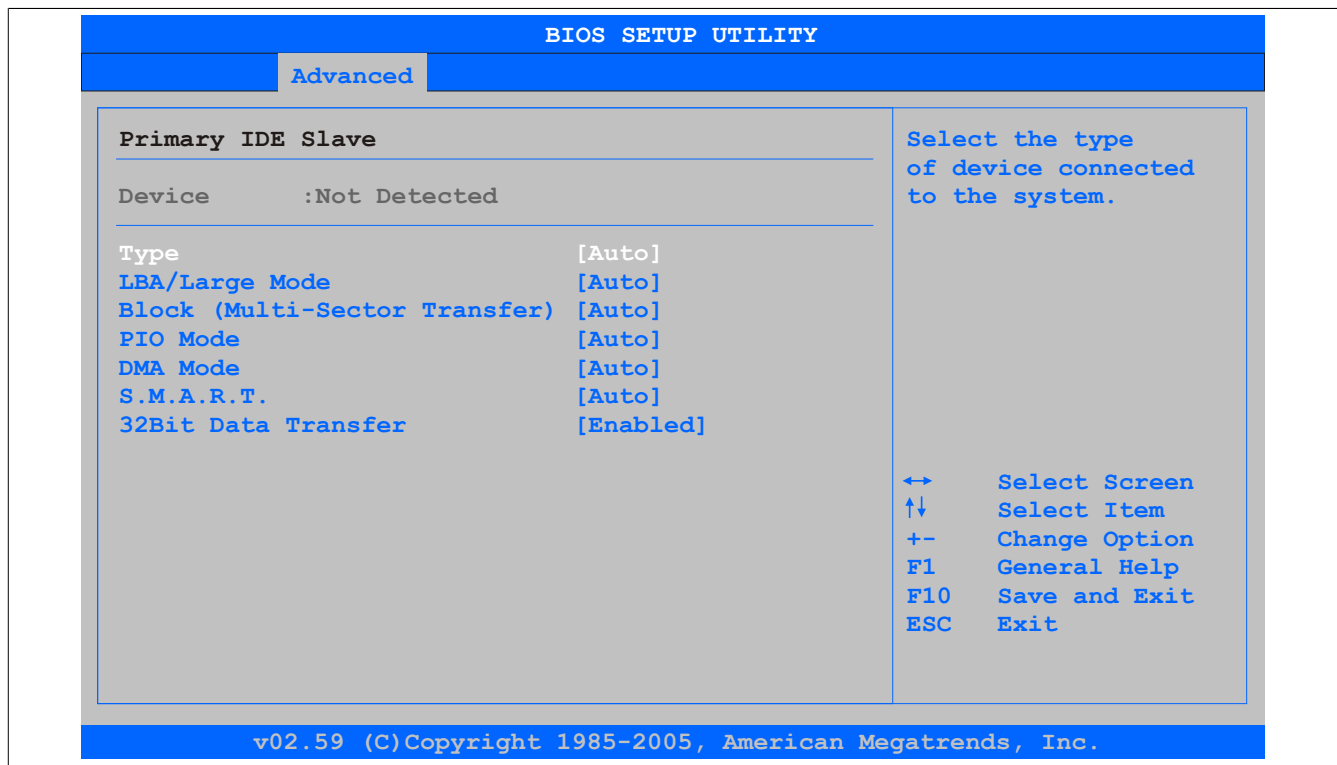 BIOS SETUP UTILITY
Advanced
Primary IDE Slave
Device :Not Detected
Type [Auto]
LBA/Large Mode [Auto]
Block (Multi-Sector Transfer) [Auto]
PIO Mode [Auto]
DMA Mode [Auto]
S.M.A.R.T. [Auto]
32Bit Data Transfer [Enabled]
Select the type
of device connected
to the system.
↔ Select Screen
↑↓ Select Item
+- Change Option
F1 General Help
F10 Save and Exit
ESC Exit
v02.59 (C)Copyright 1985-2005, American Megatrends, Inc.